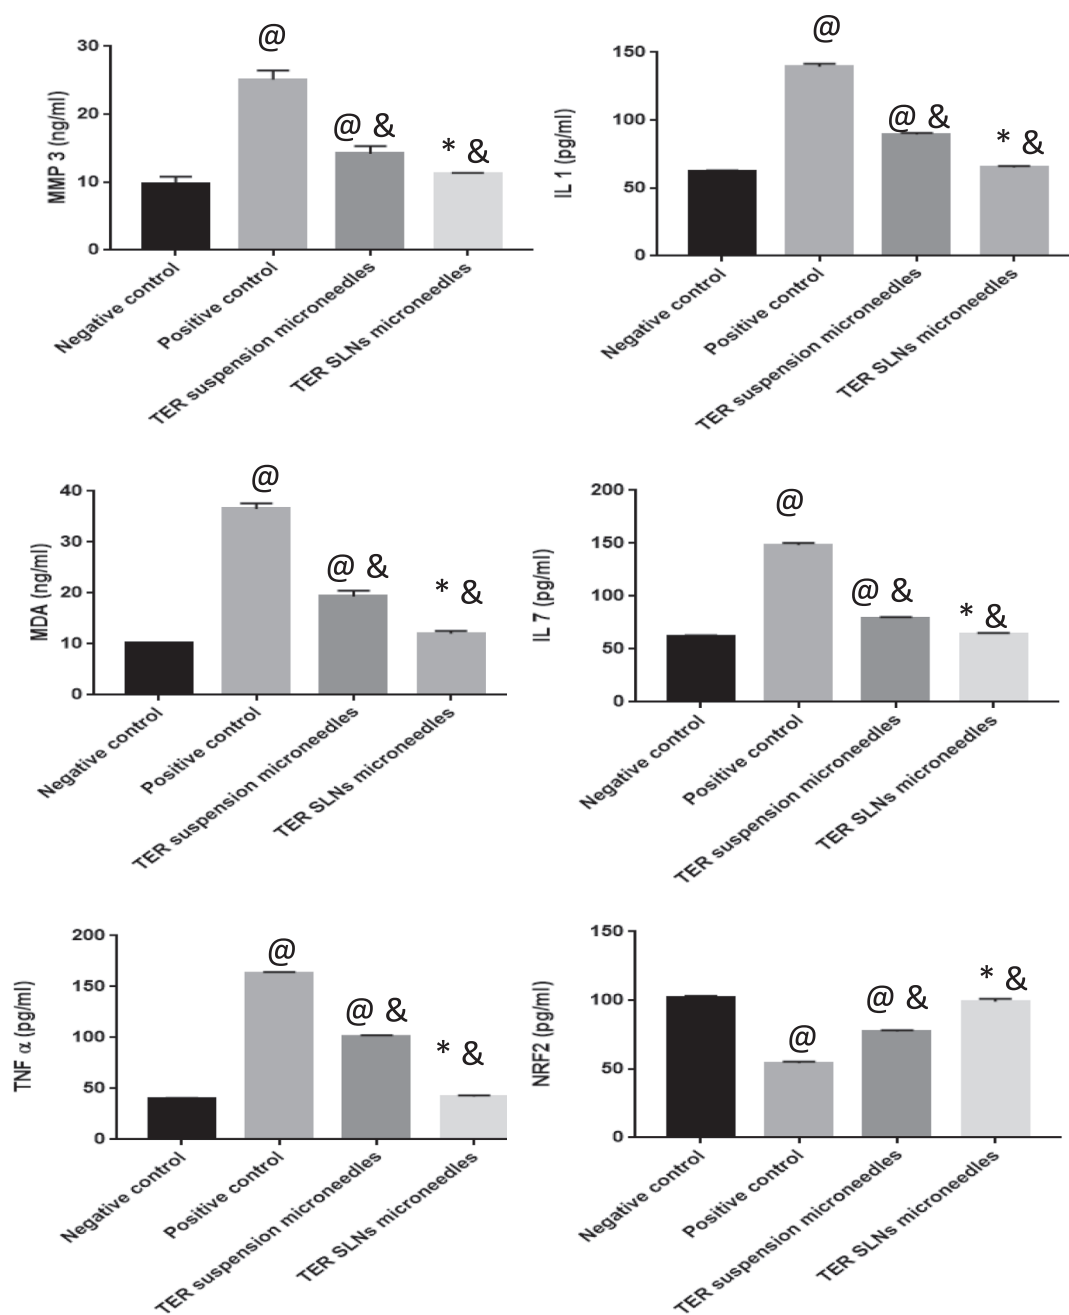 MMP 3 (ng/ml)
30
20
10
0
@
@ &
* &
Negative control
Positive control
TER suspension microneedles
TER SLNs microneedles
IL 1 (pg/ml)
150
100
50
0
@
@ &
* &
Negative control
Positive control
TER suspension microneedles
TER SLNs microneedles
MDA (ng/ml)
40
30
20
10
0
@
@ &
* &
Negative control
Positive control
TER suspension microneedles
TER SLNs microneedles
IL 7 (pg/ml)
200
150
100
50
0
@
@ &
* &
Negative control
Positive control
TER suspension microneedles
TER SLNs microneedles
TNF α (pg/ml)
200
150
100
50
0
@
@ &
* &
Negative control
Positive control
TER suspension microneedles
TER SLNs microneedles
NRF2 (pg/ml)
150
100
50
0
@
@ &
* &
Negative control
Positive control
TER suspension microneedles
TER SLNs microneedles